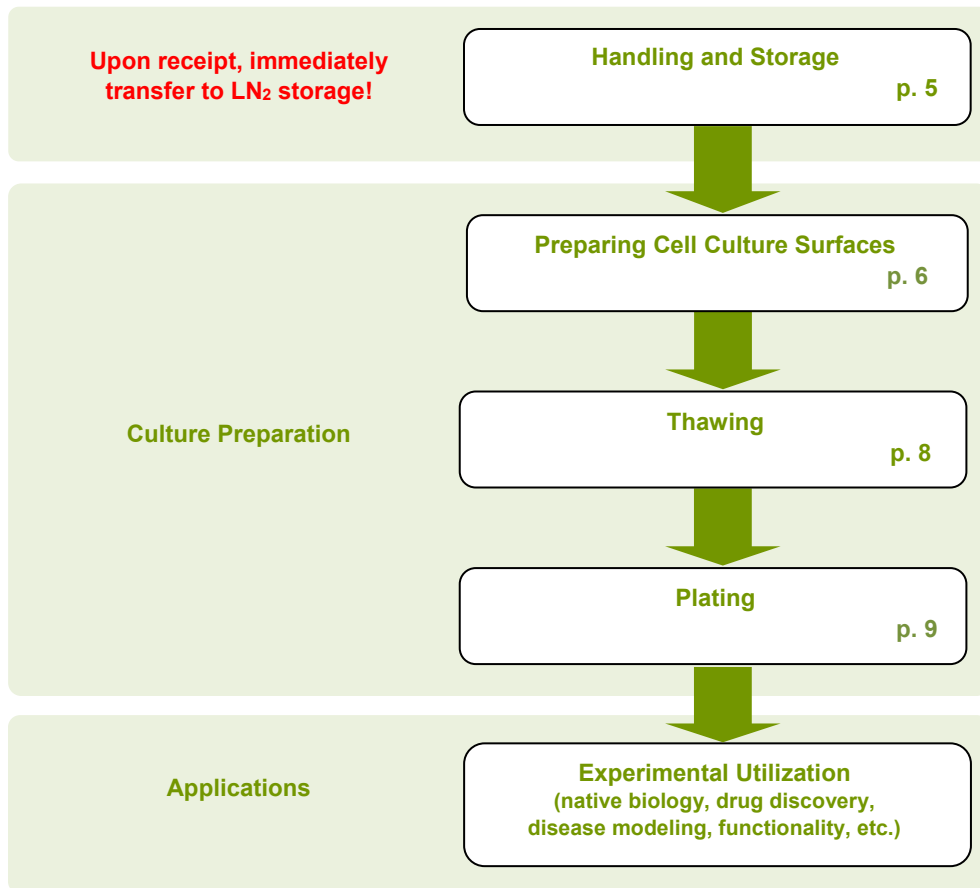 Upon receipt, immediately
transfer to LN₂ storage!
Handling and Storage
p. 5
Preparing Cell Culture Surfaces
p. 6
Culture Preparation
Thawing
p. 8
Plating
p. 9
Applications
Experimental Utilization
(native biology, drug discovery,
disease modeling, functionality, etc.)